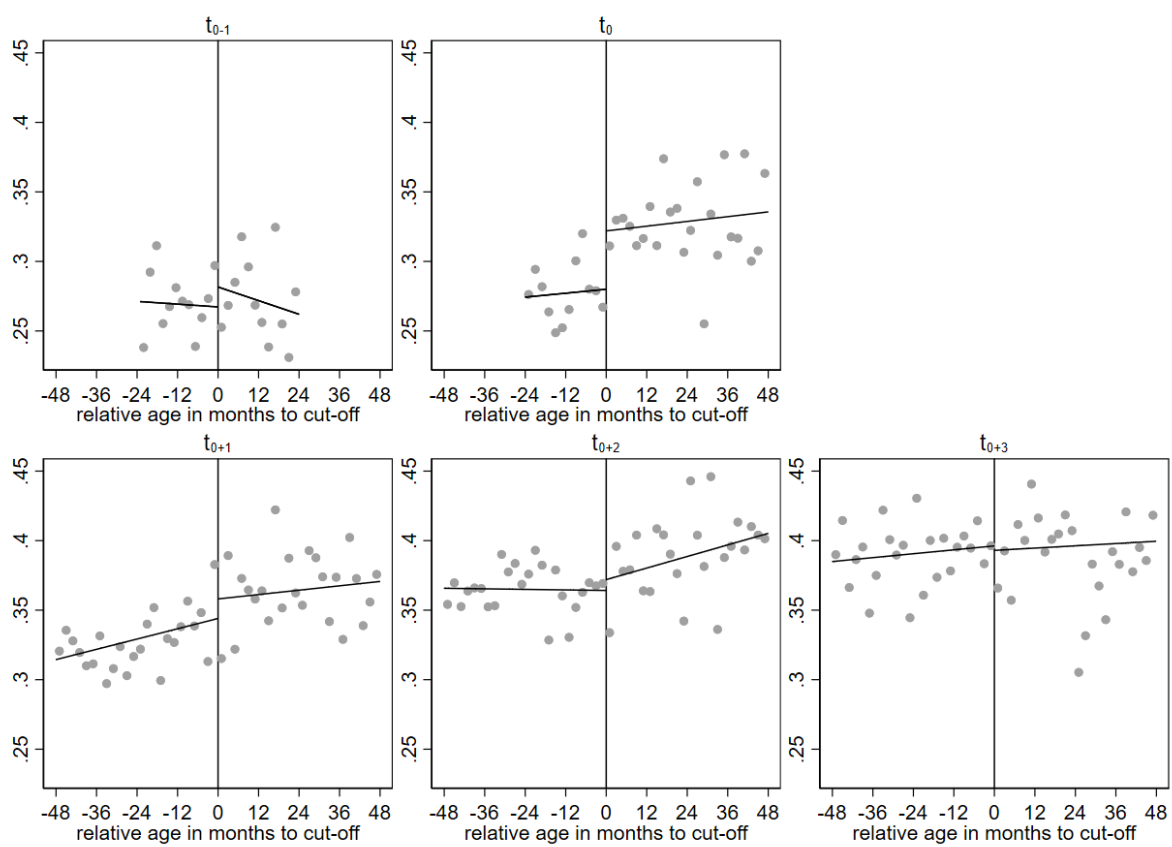 t0-1
t0
.45
.4
.35
.3
.25
-48 -36 -24 -12 0 12 24 36 48
-48 -36 -24 -12 0 12 24 36 48
relative age in months to cut-off
relative age in months to cut-off
t0+1
t0+2
t0+3
.45
.4
.35
.3
.25
.45
.4
.35
.3
.25
.45
.4
.35
.3
.25
.45
.4
.35
.3
.25
-48 -36 -24 -12 0 12 24 36 48
-48 -36 -24 -12 0 12 24 36 48
-48 -36 -24 -12 0 12 24 36 48
relative age in months to cut-off
relative age in months to cut-off
relative age in months to cut-off